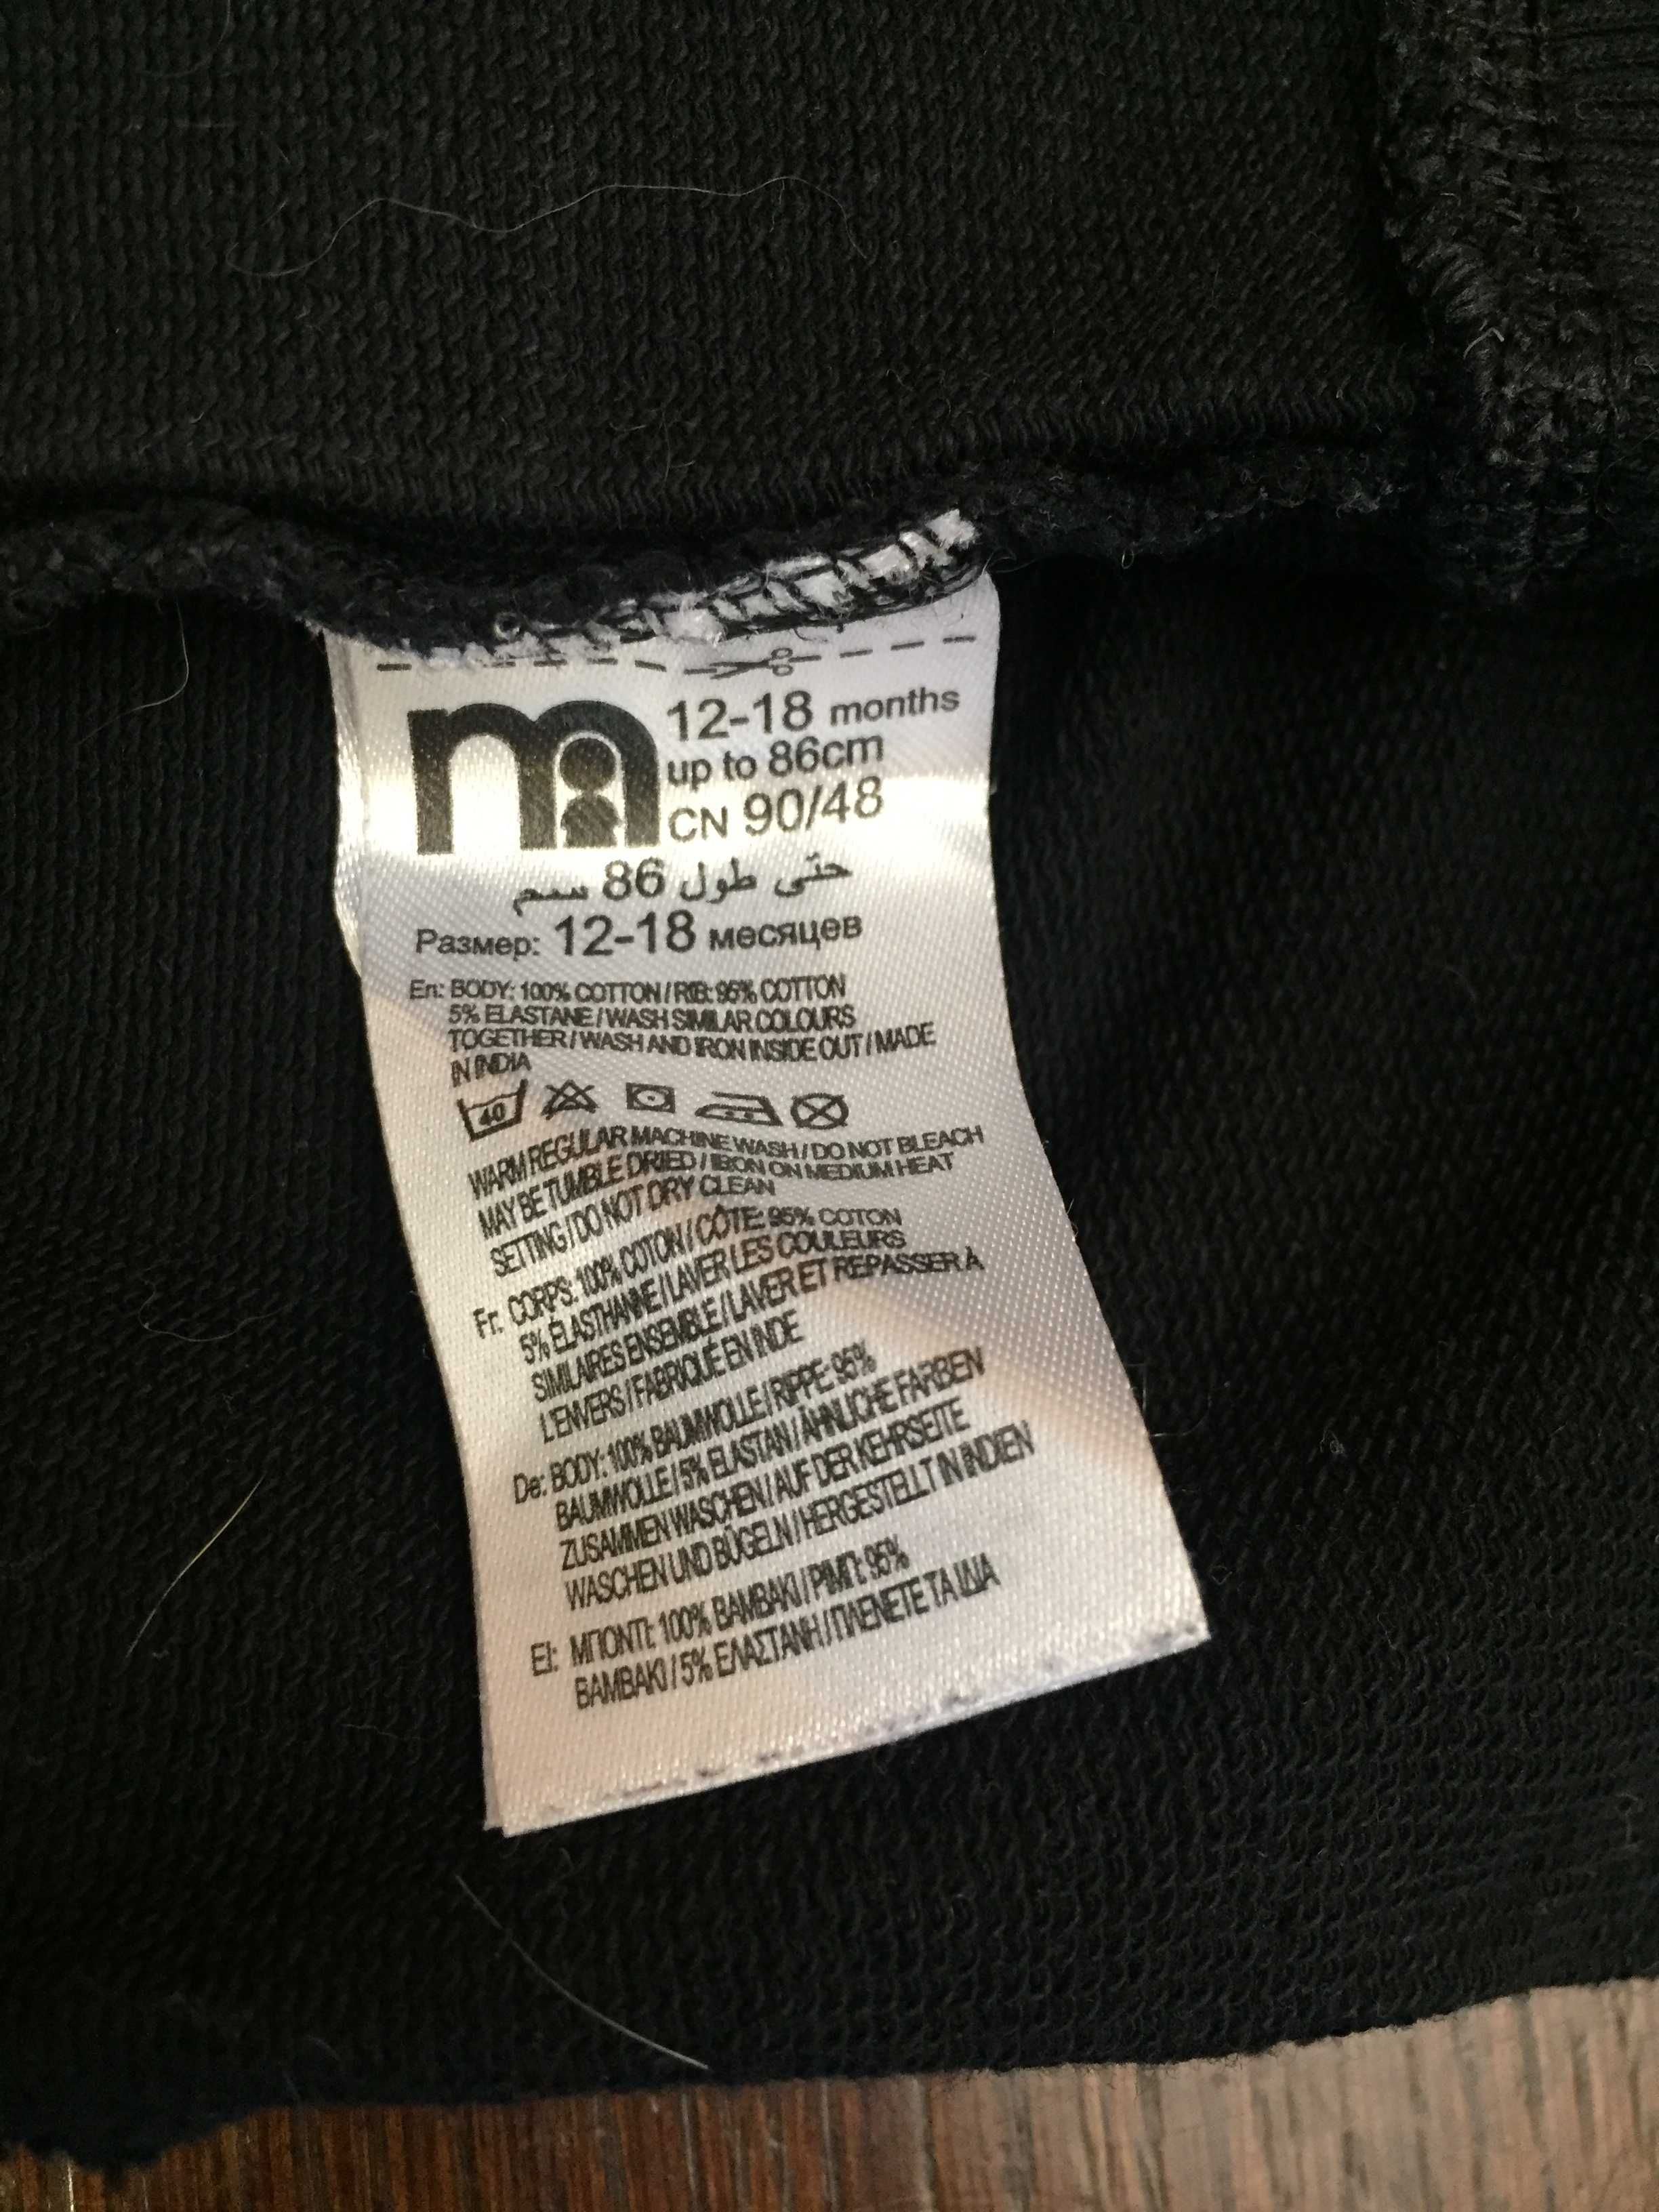 m 12-18 months
up to 86cm
CN 90/48
حتّى طول 86 سم
Размер: 12-18 месяцев
En: BODY: 100% COTTON / RIB: 95% COTTON
5% ELASTANE / WASH SIMILAR COLOURS
TOGETHER / WASH AND IRON INSIDE OUT / MADE
IN INDIA
40
WARM REGULAR MACHINE WASH / DO NOT BLEACH
MAY BE TUMBLE DRIED / IRON ON MEDIUM HEAT
SETTING / DO NOT DRY CLEAN
Fr: CORPS: 100% COTON / CÔTE: 95% COTON
5% ÉLASTHANNE / LAVER LES COULEURS
SIMILAIRES ENSEMBLE / LAVER ET REPASSER À
L'ENVERS / FABRIQUÉ EN INDE
De: BODY: 100% BAUMWOLLE / RIPPE: 95%
BAUMWOLLE / 5% ELASTAN / ÄHNLICHE FARBEN
ZUSAMMEN WASCHEN / AUF DER KEHRSEITE
WASCHEN UND BÜGELN / HERGESTELLT IN INDIEN
El: ΜΠΟΝΤΙ: 100% ΒΑΜΒΑΚΙ / ΡΙΜΠ: 95%
ΒΑΜΒΑΚΙ / 5% ΕΛΑΣΤΑΝΗ / ΠΛΕΝΕΤΕ ΤΑ ΙΔΙΑ